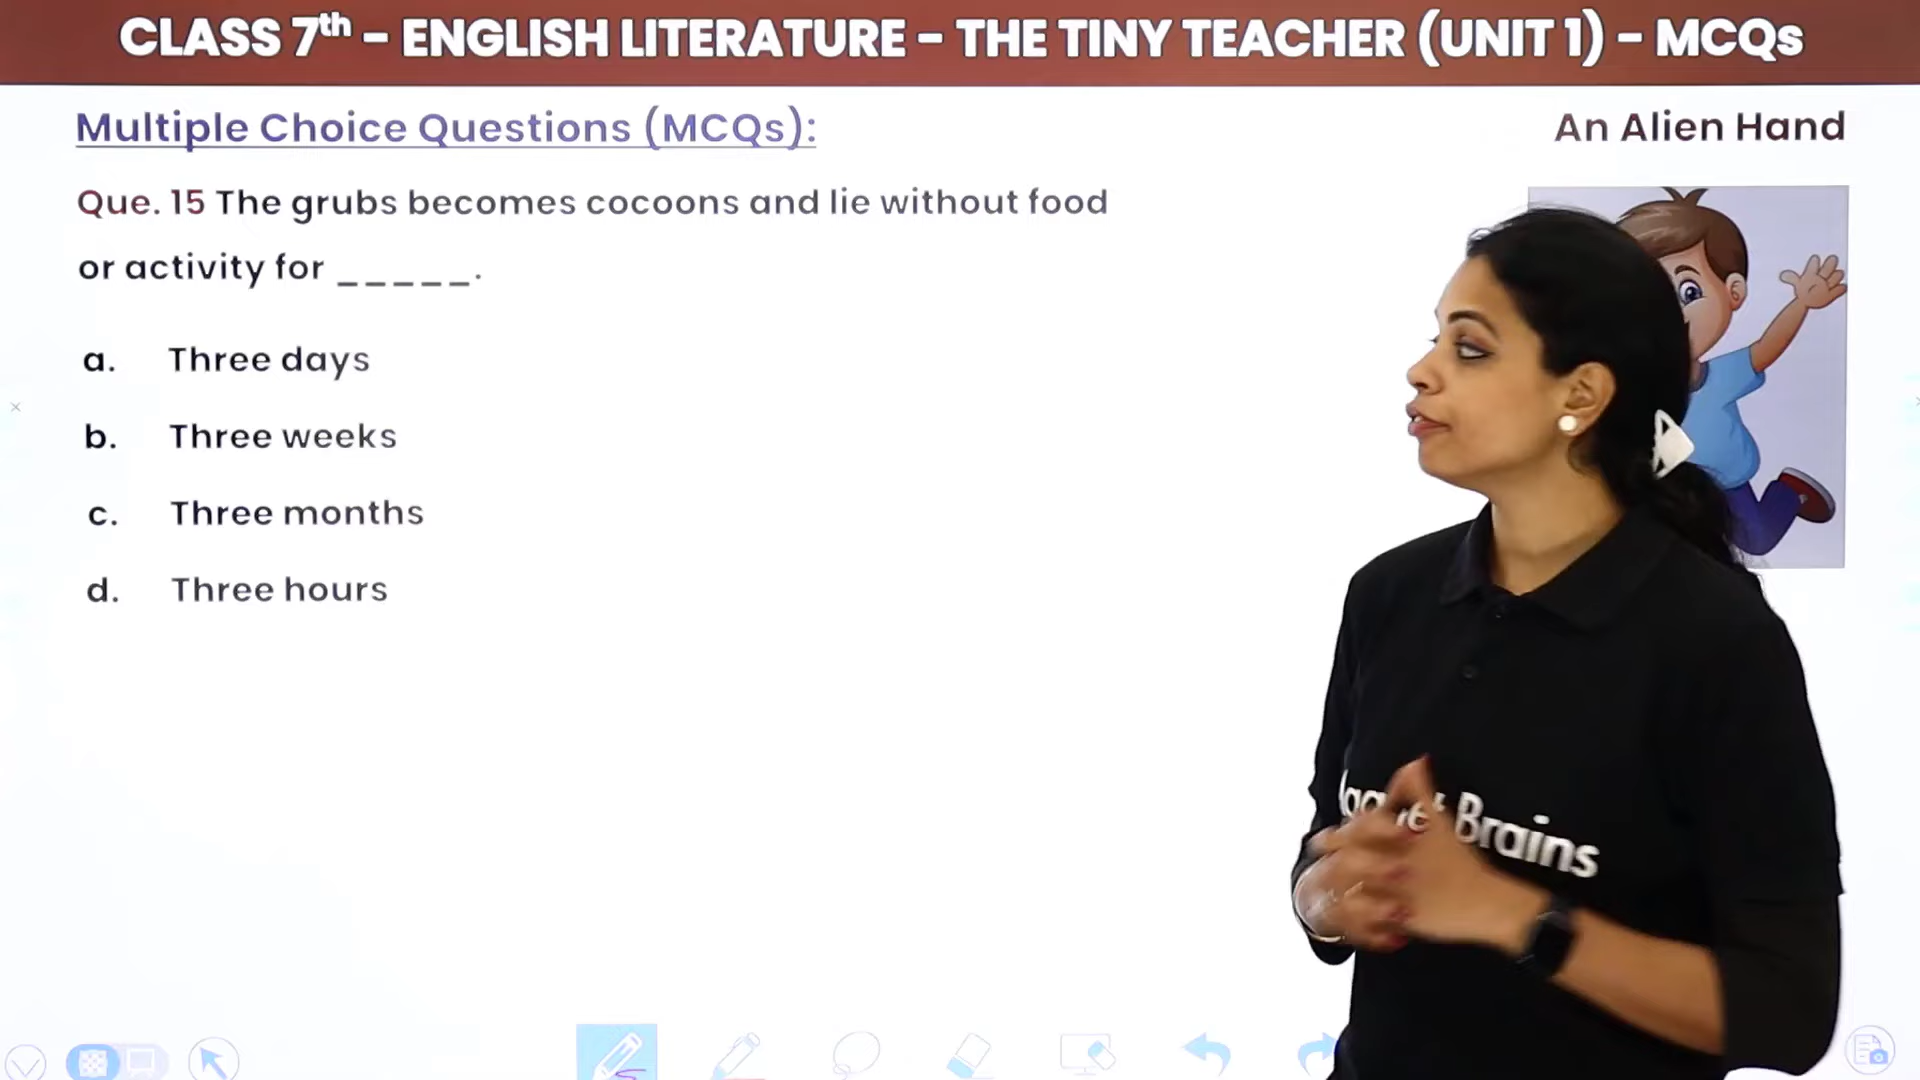 CLASS 7th – ENGLISH LITERATURE – THE TINY TEACHER (UNIT 1) – MCQs
Multiple Choice Questions (MCQs):
An Alien Hand
Que. 15 The grubs becomes cocoons and lie without food
or activity for _ _ _ _ _.
a. Three days
b. Three weeks
c. Three months
d. Three hours
Brains